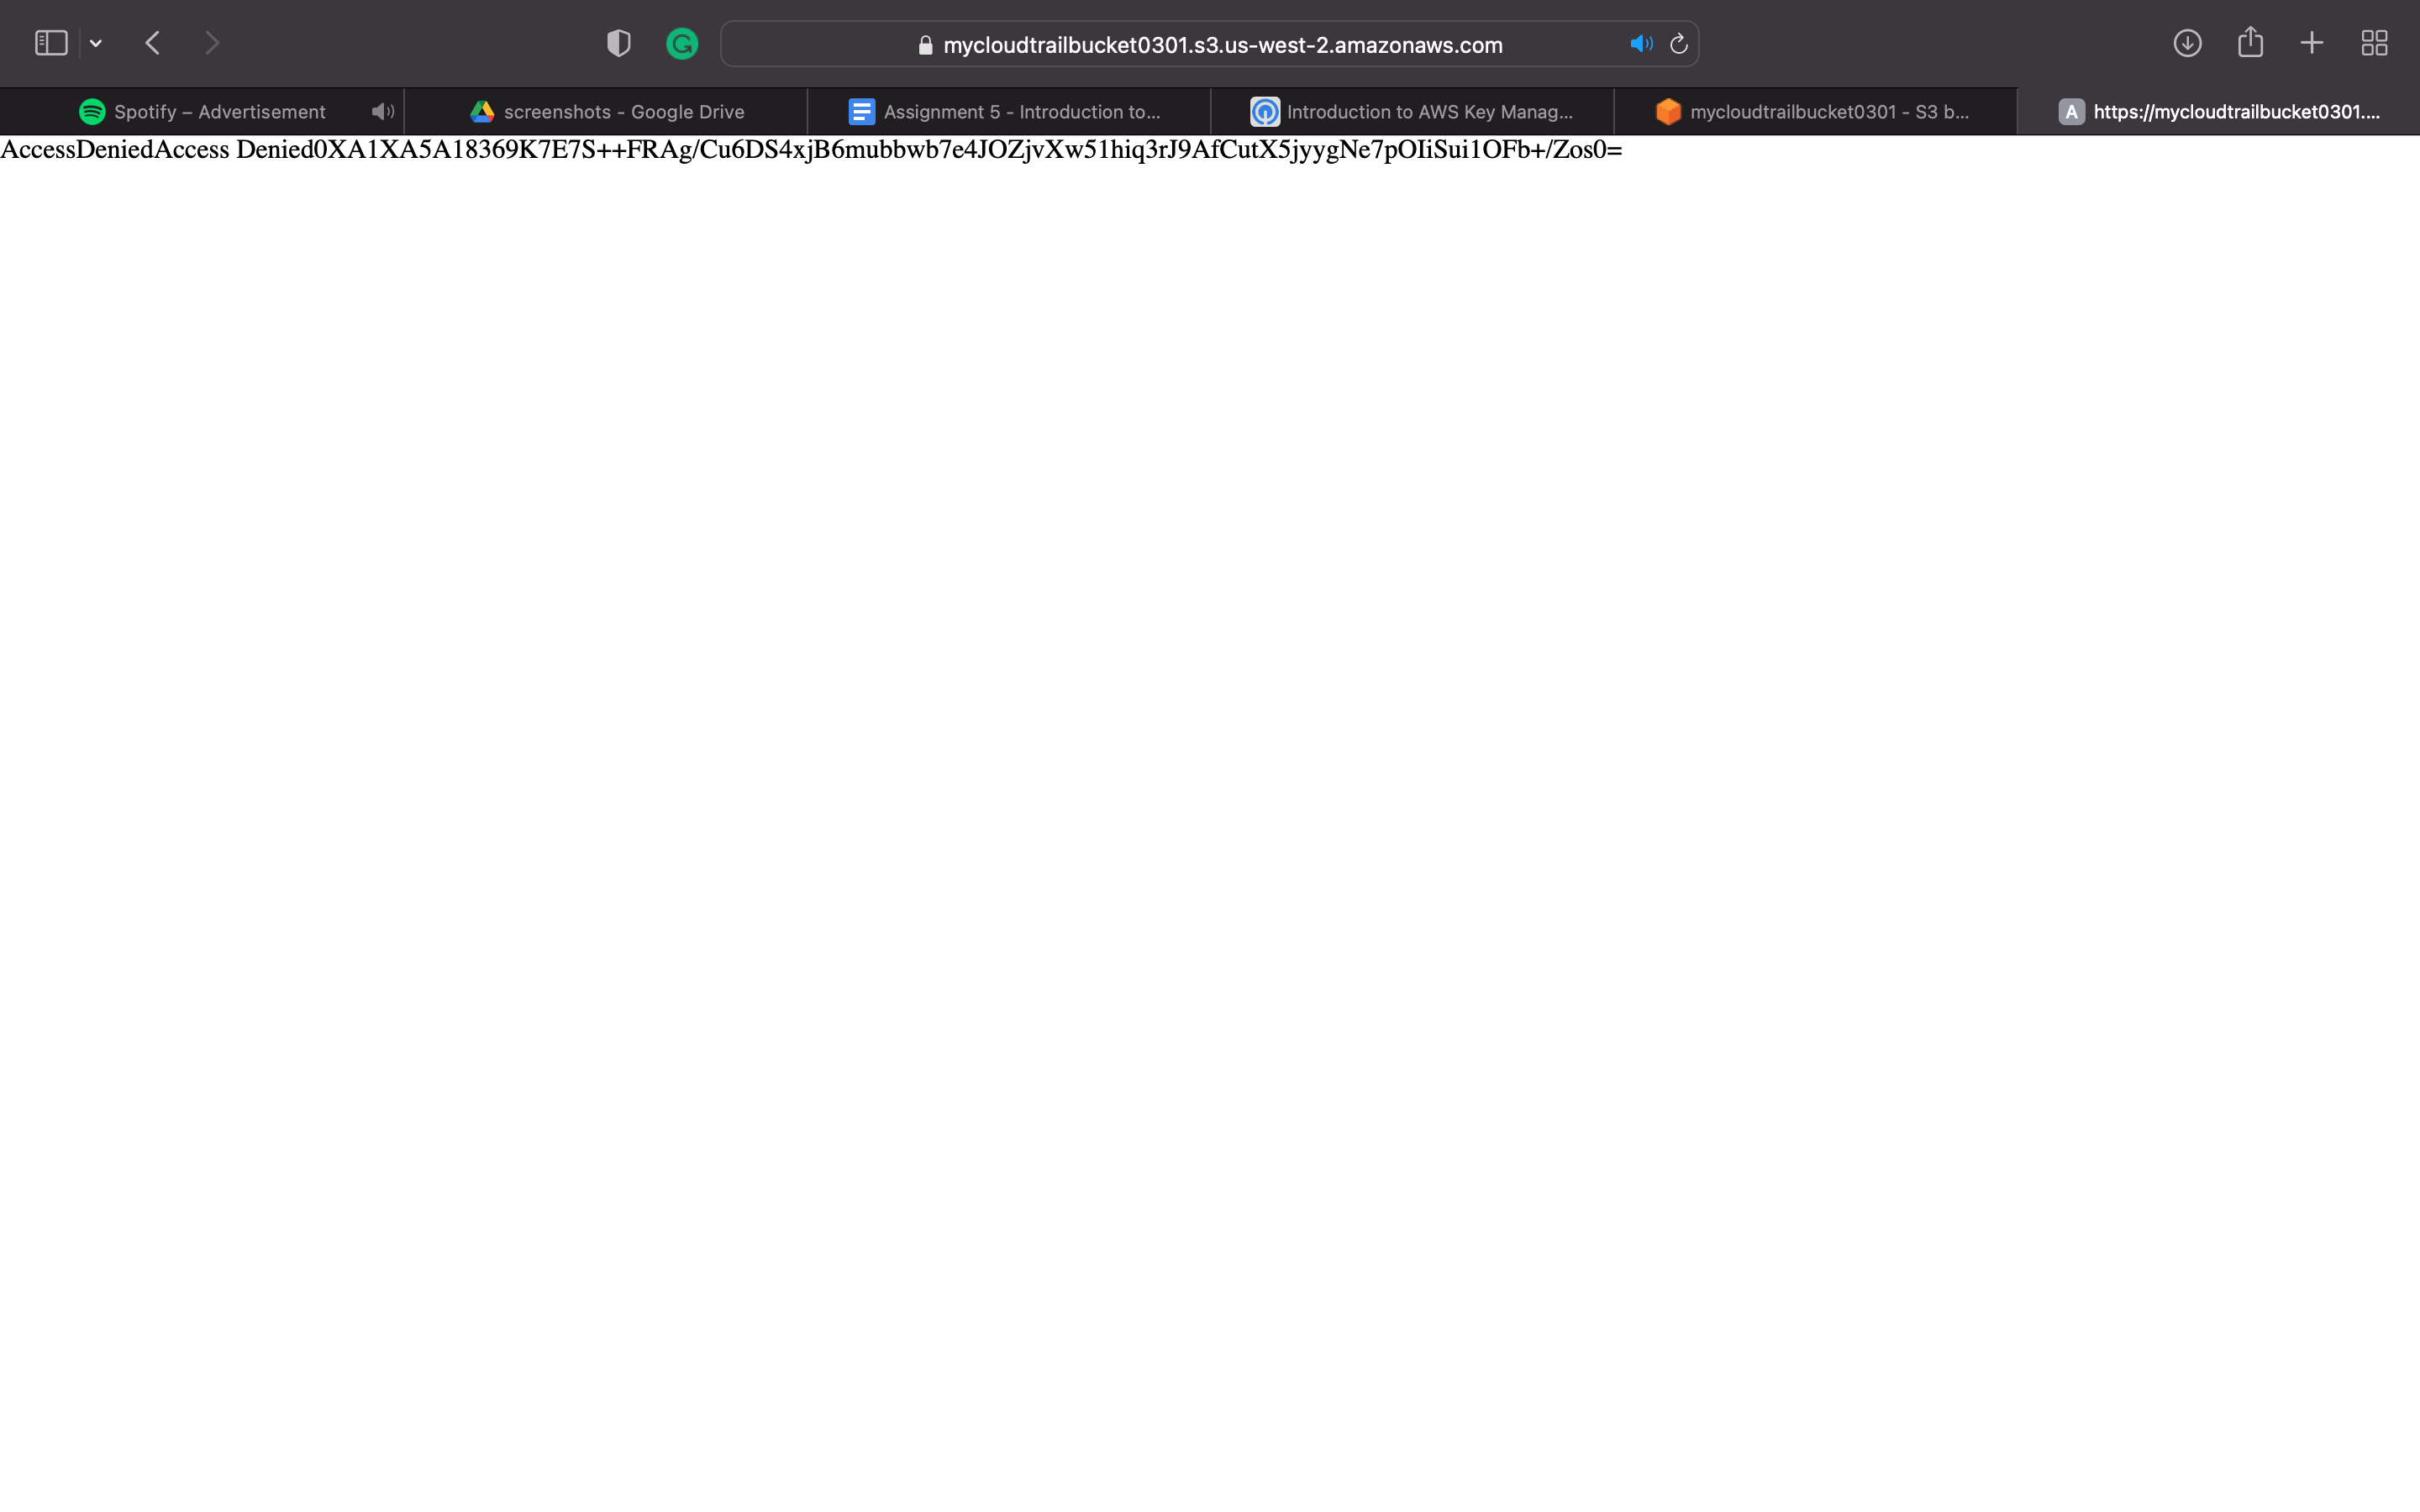 mycloudtrailbucket0301.s3.us-west-2.amazonaws.com
Spotify – Advertisement
screenshots - Google Drive
Assignment 5 - Introduction to...
Introduction to AWS Key Manag...
mycloudtrailbucket0301 - S3 b...
A https://mycloudtrailbucket0301....
AccessDeniedAccess Denied0XA1XA5A18369K7E7S++FRAg/Cu6DS4xjB6mubbwb7e4JOZjvXw51hiq3rJ9AfCutX5jyygNe7pOIiSui1OFb+/Zos0=